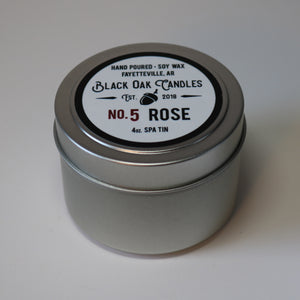 HAND POURED • SOY WAX
FAYETTEVILLE, AR
BLACK OAK CANDLES
EST. 2018
NO.5 ROSE
4oz. SPA TIN